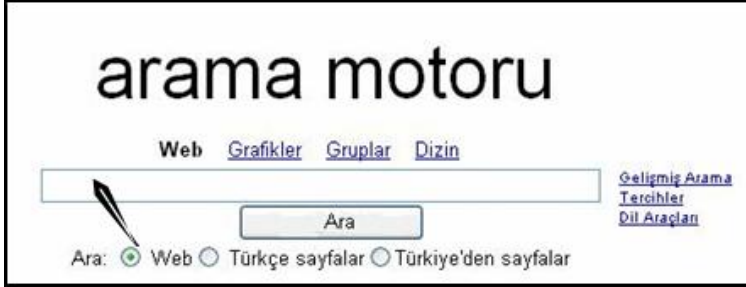 arama motoru
Web Grafikler Gruplar Dizin
Gelişmiş Arama
Tercihler
Dil Araçları
Ara
Ara: Web Türkçe sayfalar Türkiye'den sayfalar